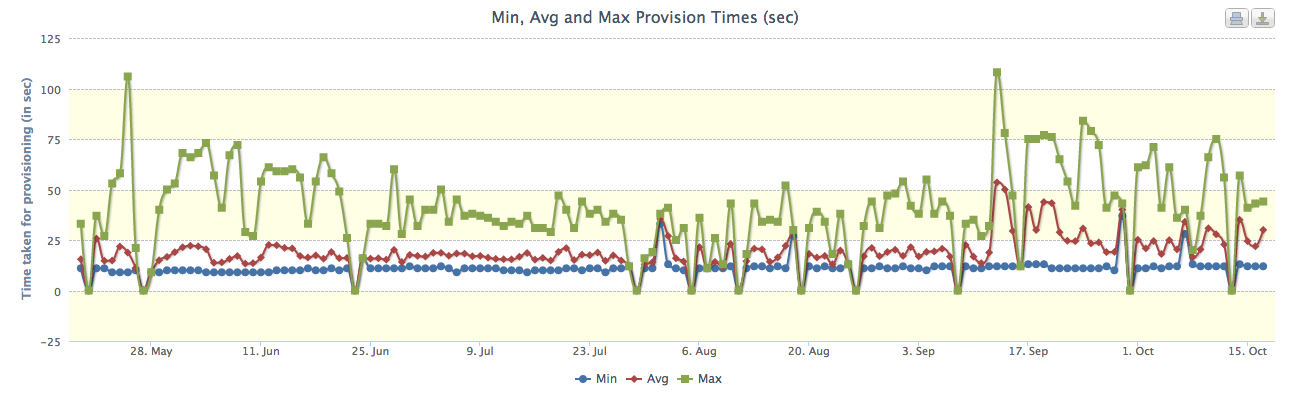 Min, Avg and Max Provision Times (sec)
Times taken for provisioning (in sec)
125
100
75
50
25
0
−25
28. May 11. Jun 25. Jun 9. Jul 23. Jul 6. Aug 20. Aug 3. Sep 17. Sep 1. Oct 15. Oct
Min Avg Max